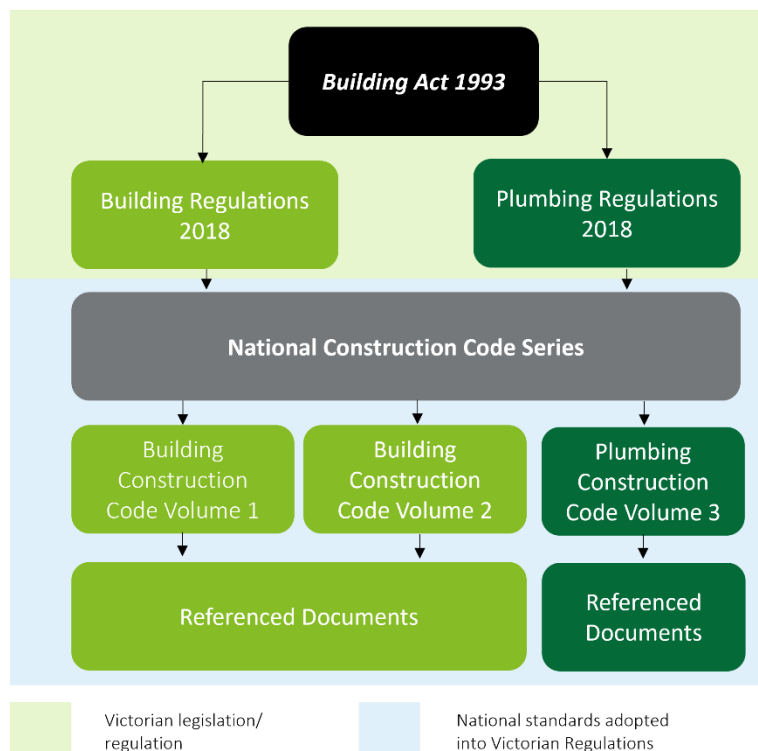 Building Act 1993
Building Regulations
2018
Plumbing Regulations
2018
National Construction Code Series
Building
Construction
Code Volume 1
Building
Construction
Code Volume 2
Plumbing
Construction
Code Volume 3
Referenced Documents
Referenced
Documents
Victorian legislation/
regulation
National standards adopted
into Victorian Regulations